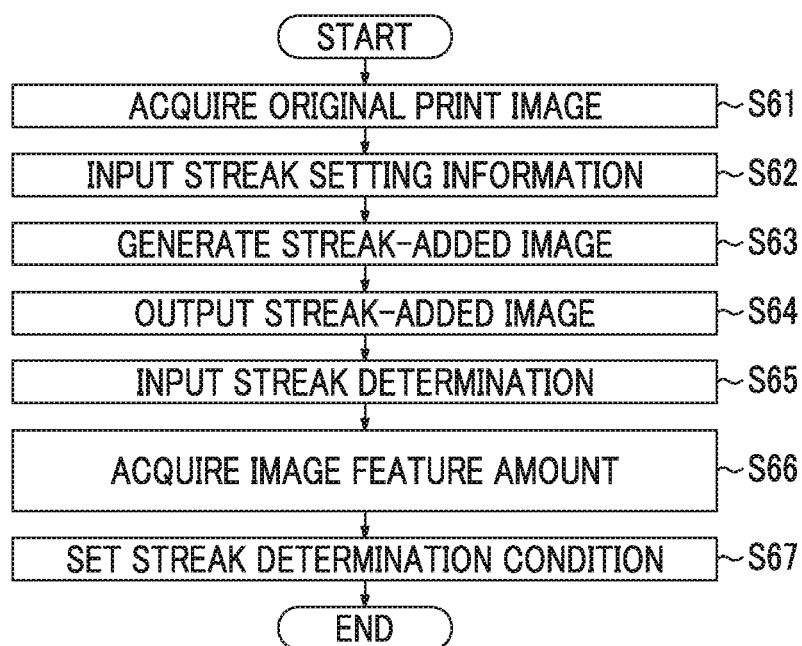 START
ACQUIRE ORIGINAL PRINT IMAGE ~S61
INPUT STREAK SETTING INFORMATION ~S62
GENERATE STREAK-ADDED IMAGE ~S63
OUTPUT STREAK-ADDED IMAGE ~S64
INPUT STREAK DETERMINATION ~S65
ACQUIRE IMAGE FEATURE AMOUNT ~S66
SET STREAK DETERMINATION CONDITION ~S67
END